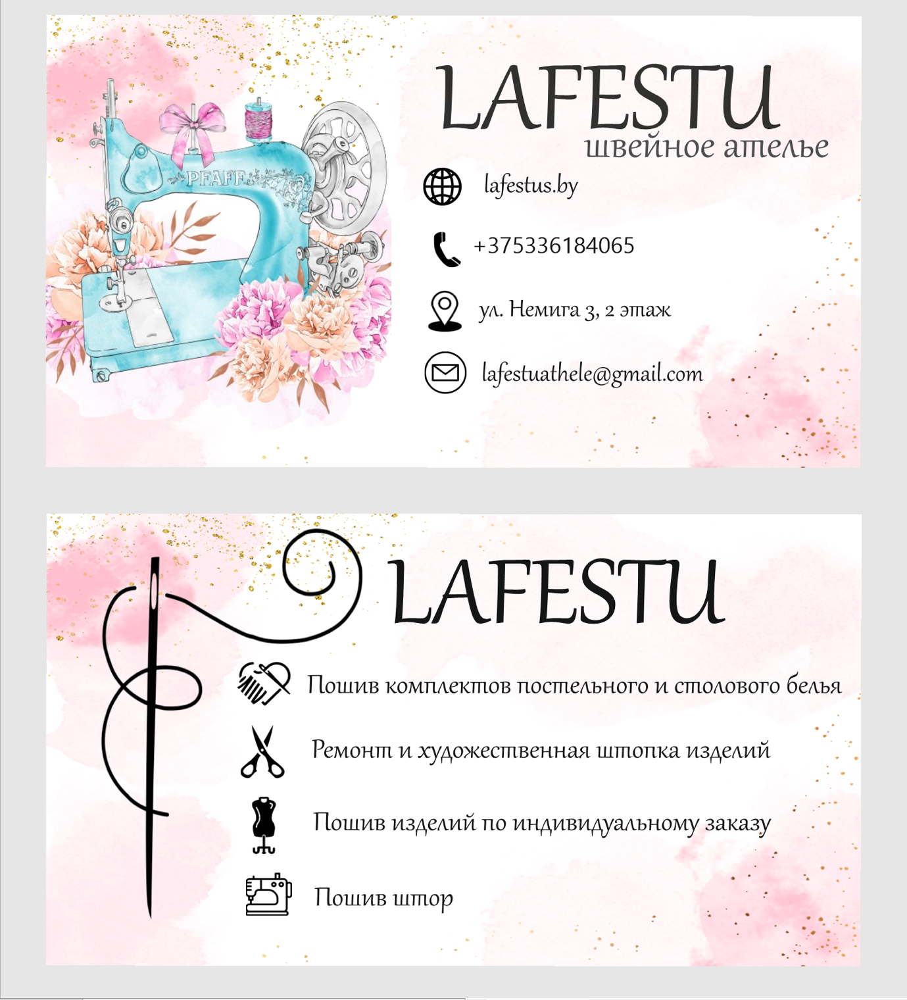 LAFESTU
швейное ателье
PFAFF
lafestus.by
+375336184065
ул. Немига 3, 2 этаж
lafestuathele@gmail.com
LAFESTU
Пошив комплектов постельного и столового белья
Ремонт и художественная штопка изделий
Пошив изделий по индивидуальному заказу
Пошив штор